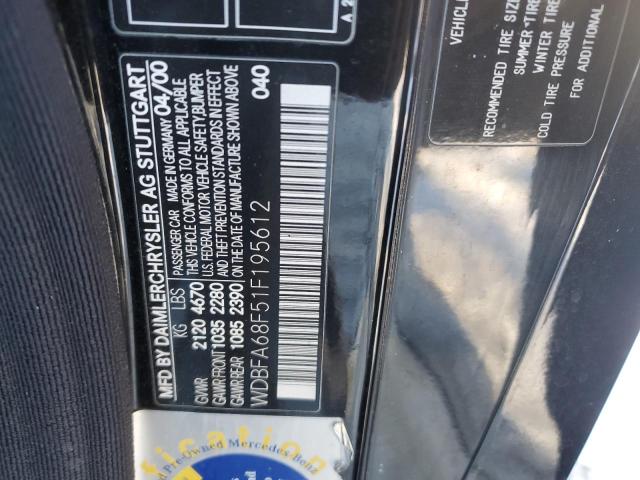 MFD BY DAIMLERCHRYSLER AG STUTTGART
PASSENGER CAR MADE IN GERMANY 04/00
KG LBS THIS VEHICLE CONFORMS TO ALL APPLICABLE
GVWR 2120 4670 U.S. FEDERAL MOTOR VEHICLE SAFETY,BUMPER
GAWR FRONT 1035 2280 AND THEFT PREVENTION STANDARDS IN EFFECT
GAWR REAR 1085 2390 ON THE DATE OF MANUFACTURE SHOWN ABOVE
040
WDBFA68F51F195612
A 2
VEHICL
RECOMMENDED TIRE SIZE
SUMMER TIRE
WINTER TIRE
COLD TIRE PRESSURE
FOR ADDITIONAL
fication
Pre-Owned Mercedes-Benz